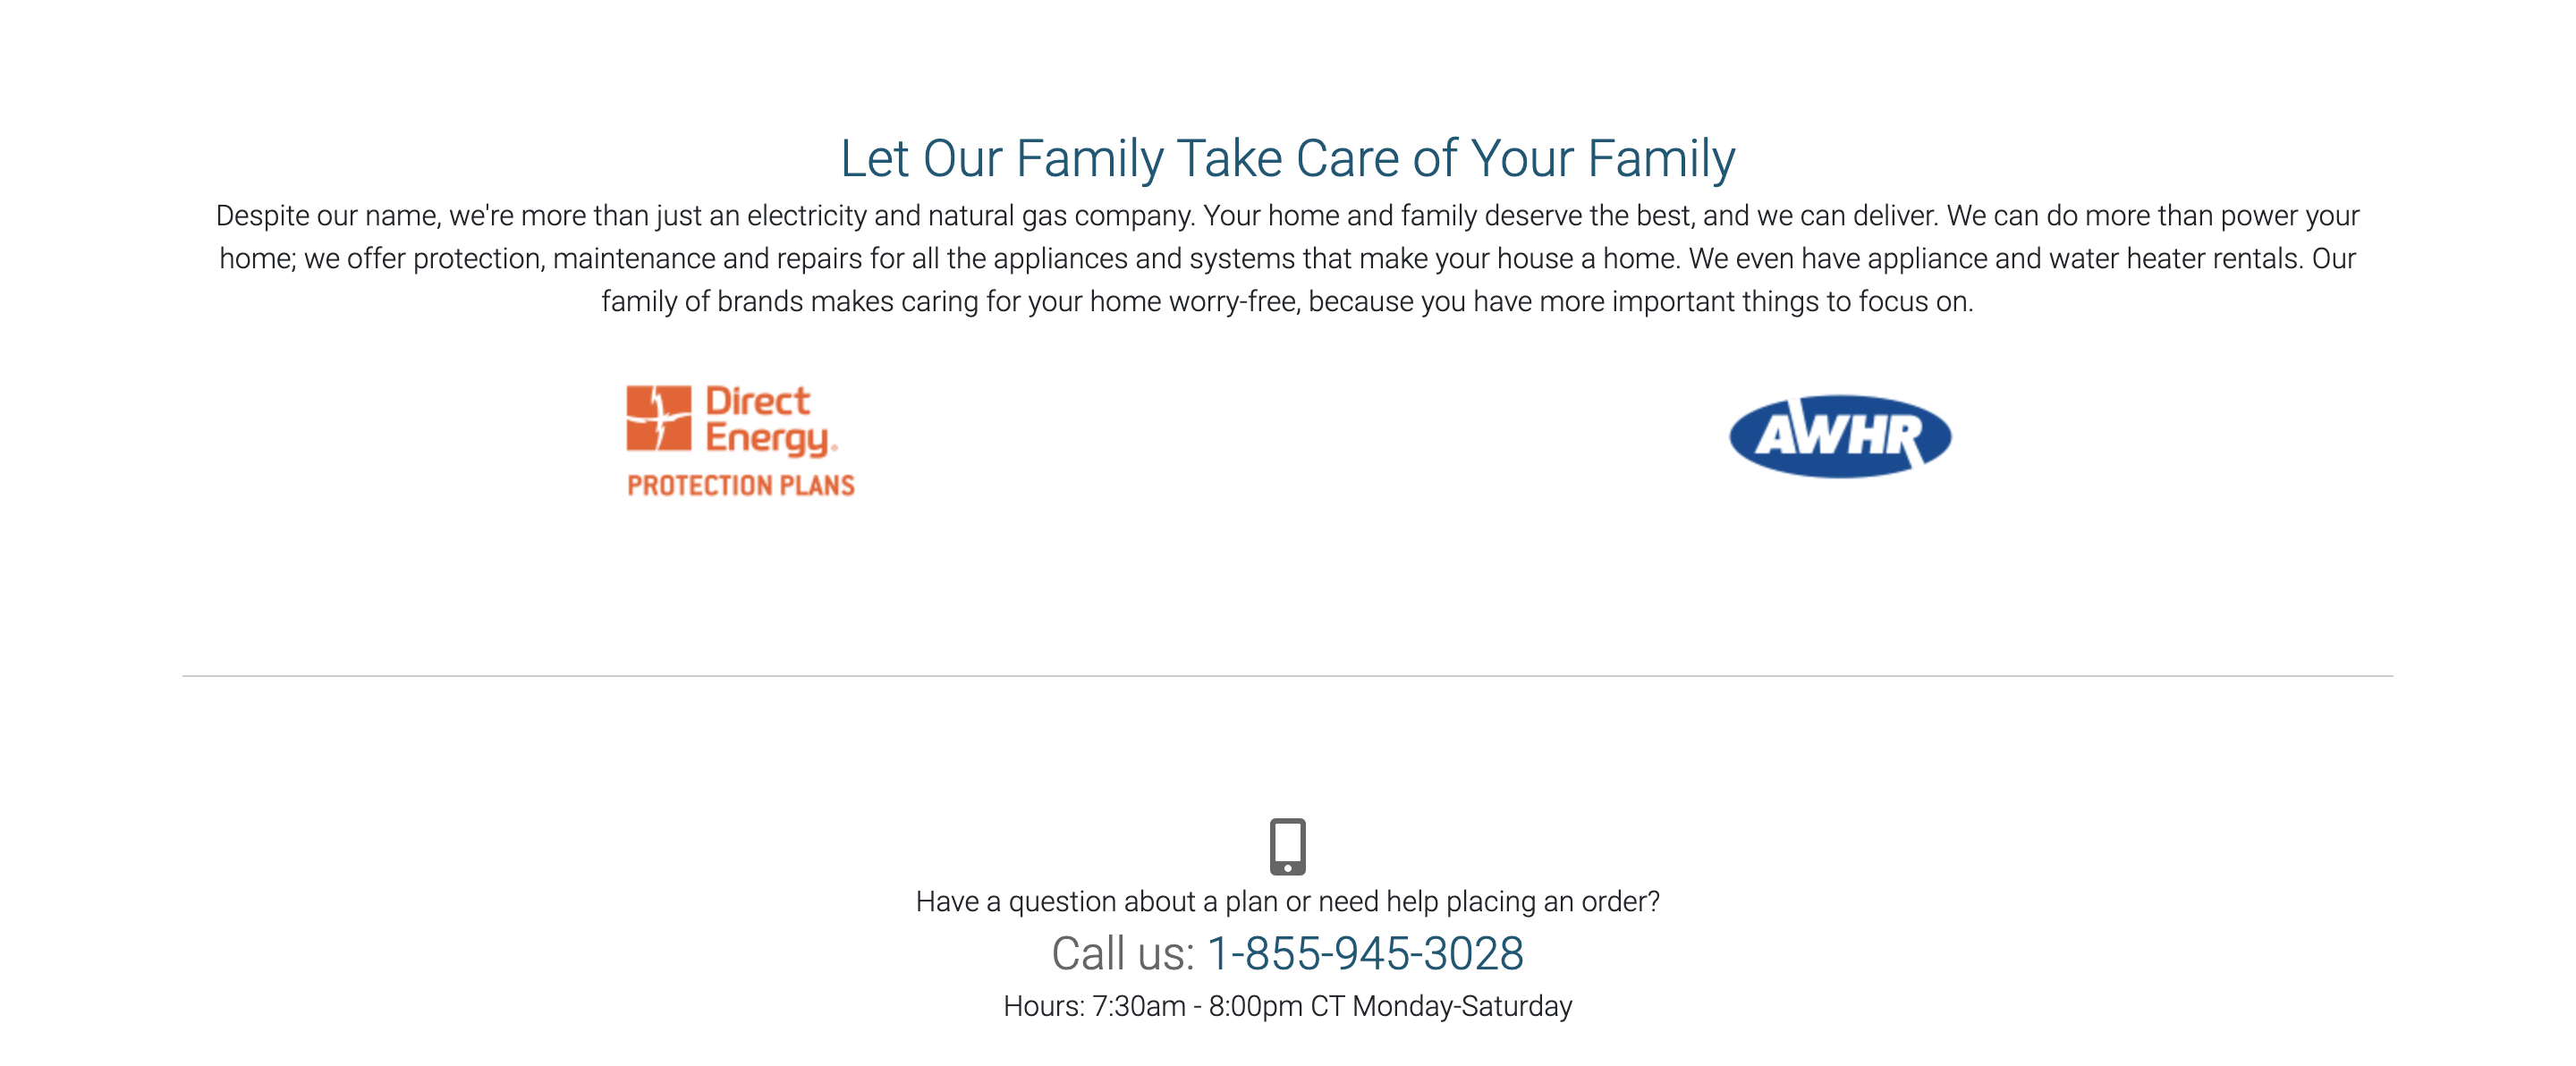 Let Our Family Take Care of Your Family
Despite our name, we're more than just an electricity and natural gas company. Your home and family deserve the best, and we can deliver. We can do more than power your
home; we offer protection, maintenance and repairs for all the appliances and systems that make your house a home. We even have appliance and water heater rentals. Our
family of brands makes caring for your home worry-free, because you have more important things to focus on.
Direct
Energy®
PROTECTION PLANS
AWHR
Have a question about a plan or need help placing an order?
Call us: 1-855-945-3028
Hours: 7:30am - 8:00pm CT Monday-Saturday